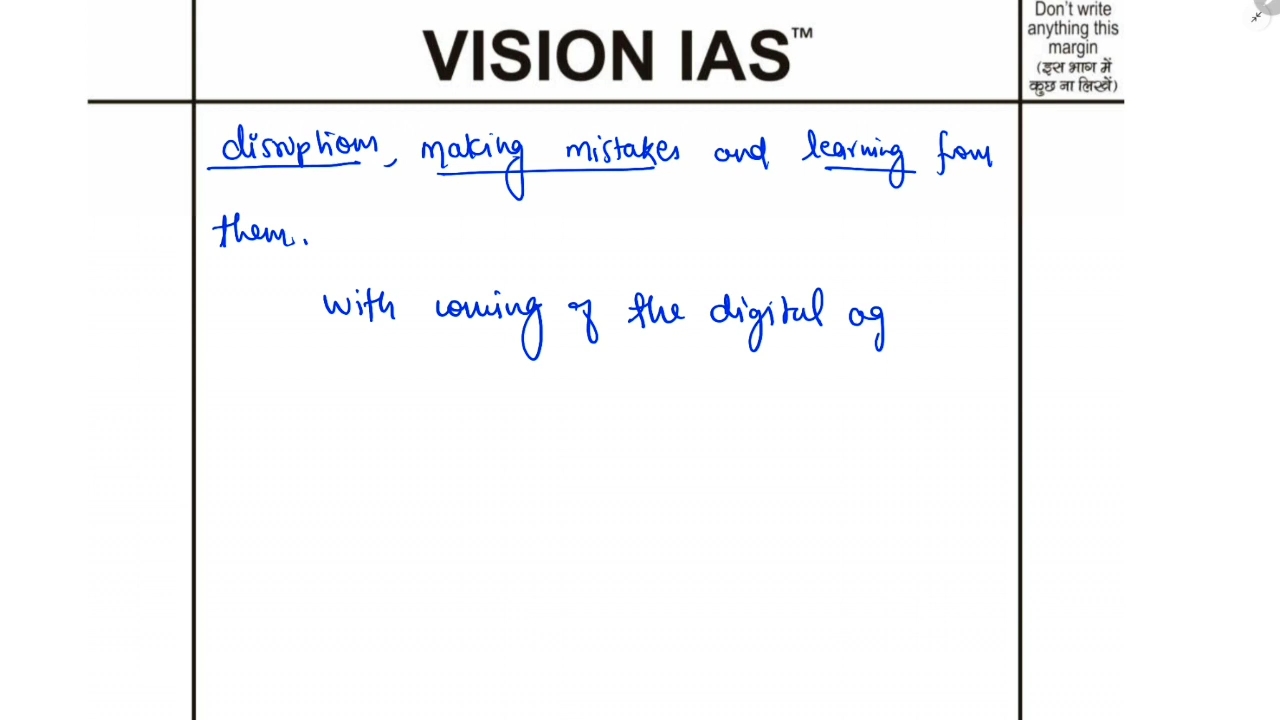 VISION IAS™
Don't write
anything this
margin
(इस भाग में
कुछ ना लिखें)
disruptions, making mistakes and learning from
them.
with coming of the digital ag